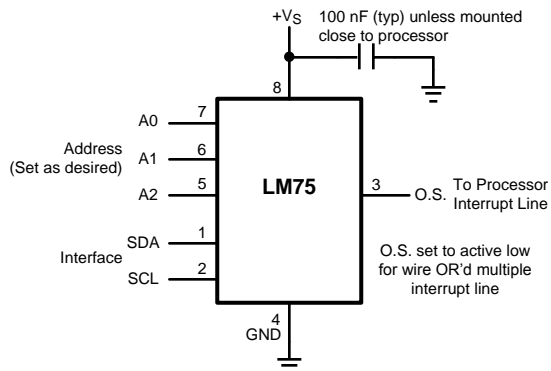 +VS
100 nF (typ) unless mounted
close to processor
8
A0
7
Address
(Set as desired)
A1
6
A2
5
LM75
3
O.S.
To Processor
Interrupt Line
Interface
SDA
1
SCL
2
O.S. set to active low
for wire OR'd multiple
interrupt line
4
GND